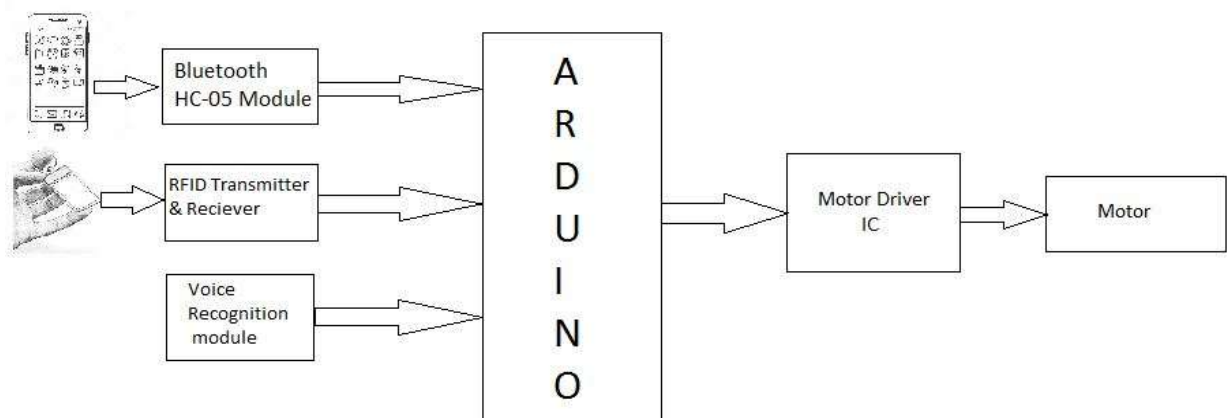 Bluetooth
HC-05 Module
RFID Transmitter
& Reciever
Voice
Recognition
module
A
R
D
U
I
N
O
Motor Driver
IC
Motor